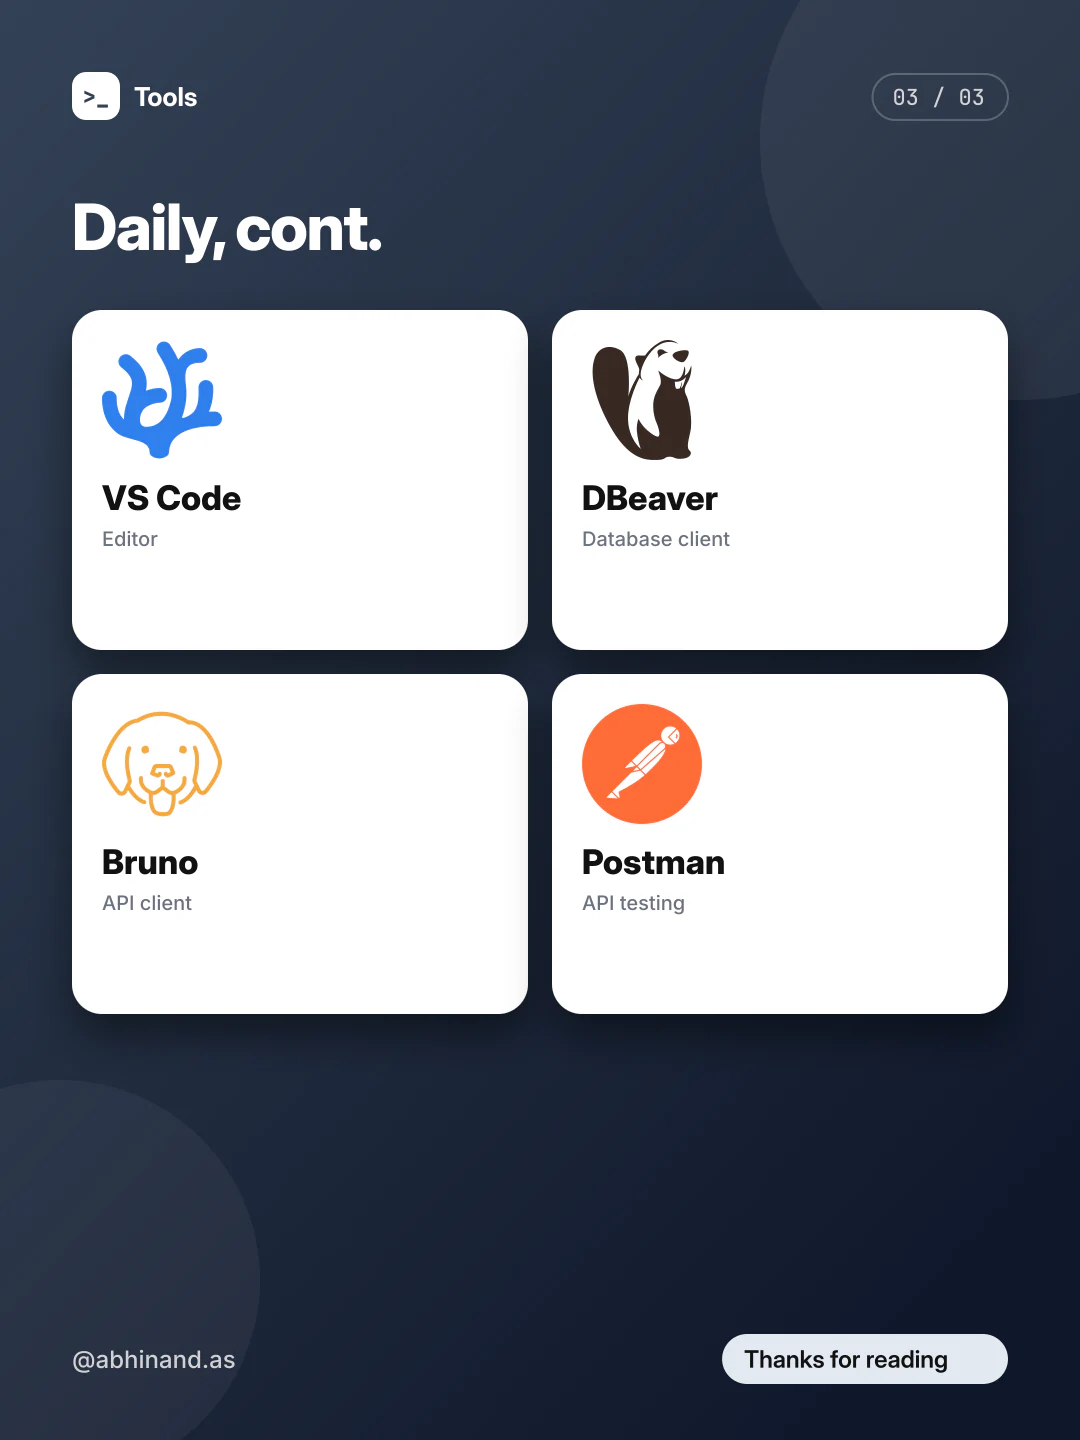 >_ Tools
03 / 03
Daily, cont.
VS Code
Editor
DBeaver
Database client
Bruno
API client
Postman
API testing
@abhinand.as
Thanks for reading